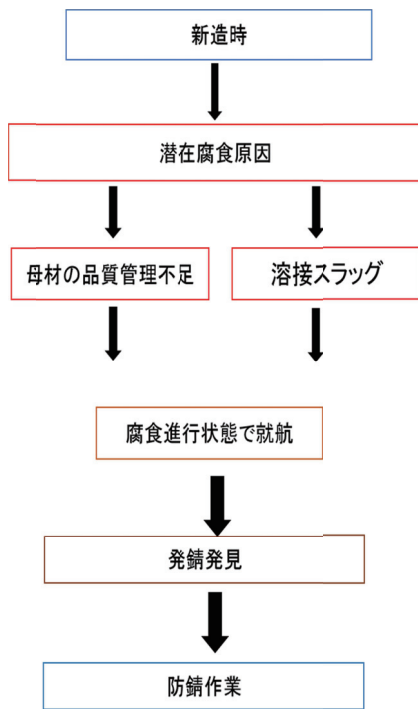 新造時
潜在腐食原因
母材の品質管理不足
溶接スラッグ
腐食進行状態で就航
発錆発見
防錆作業